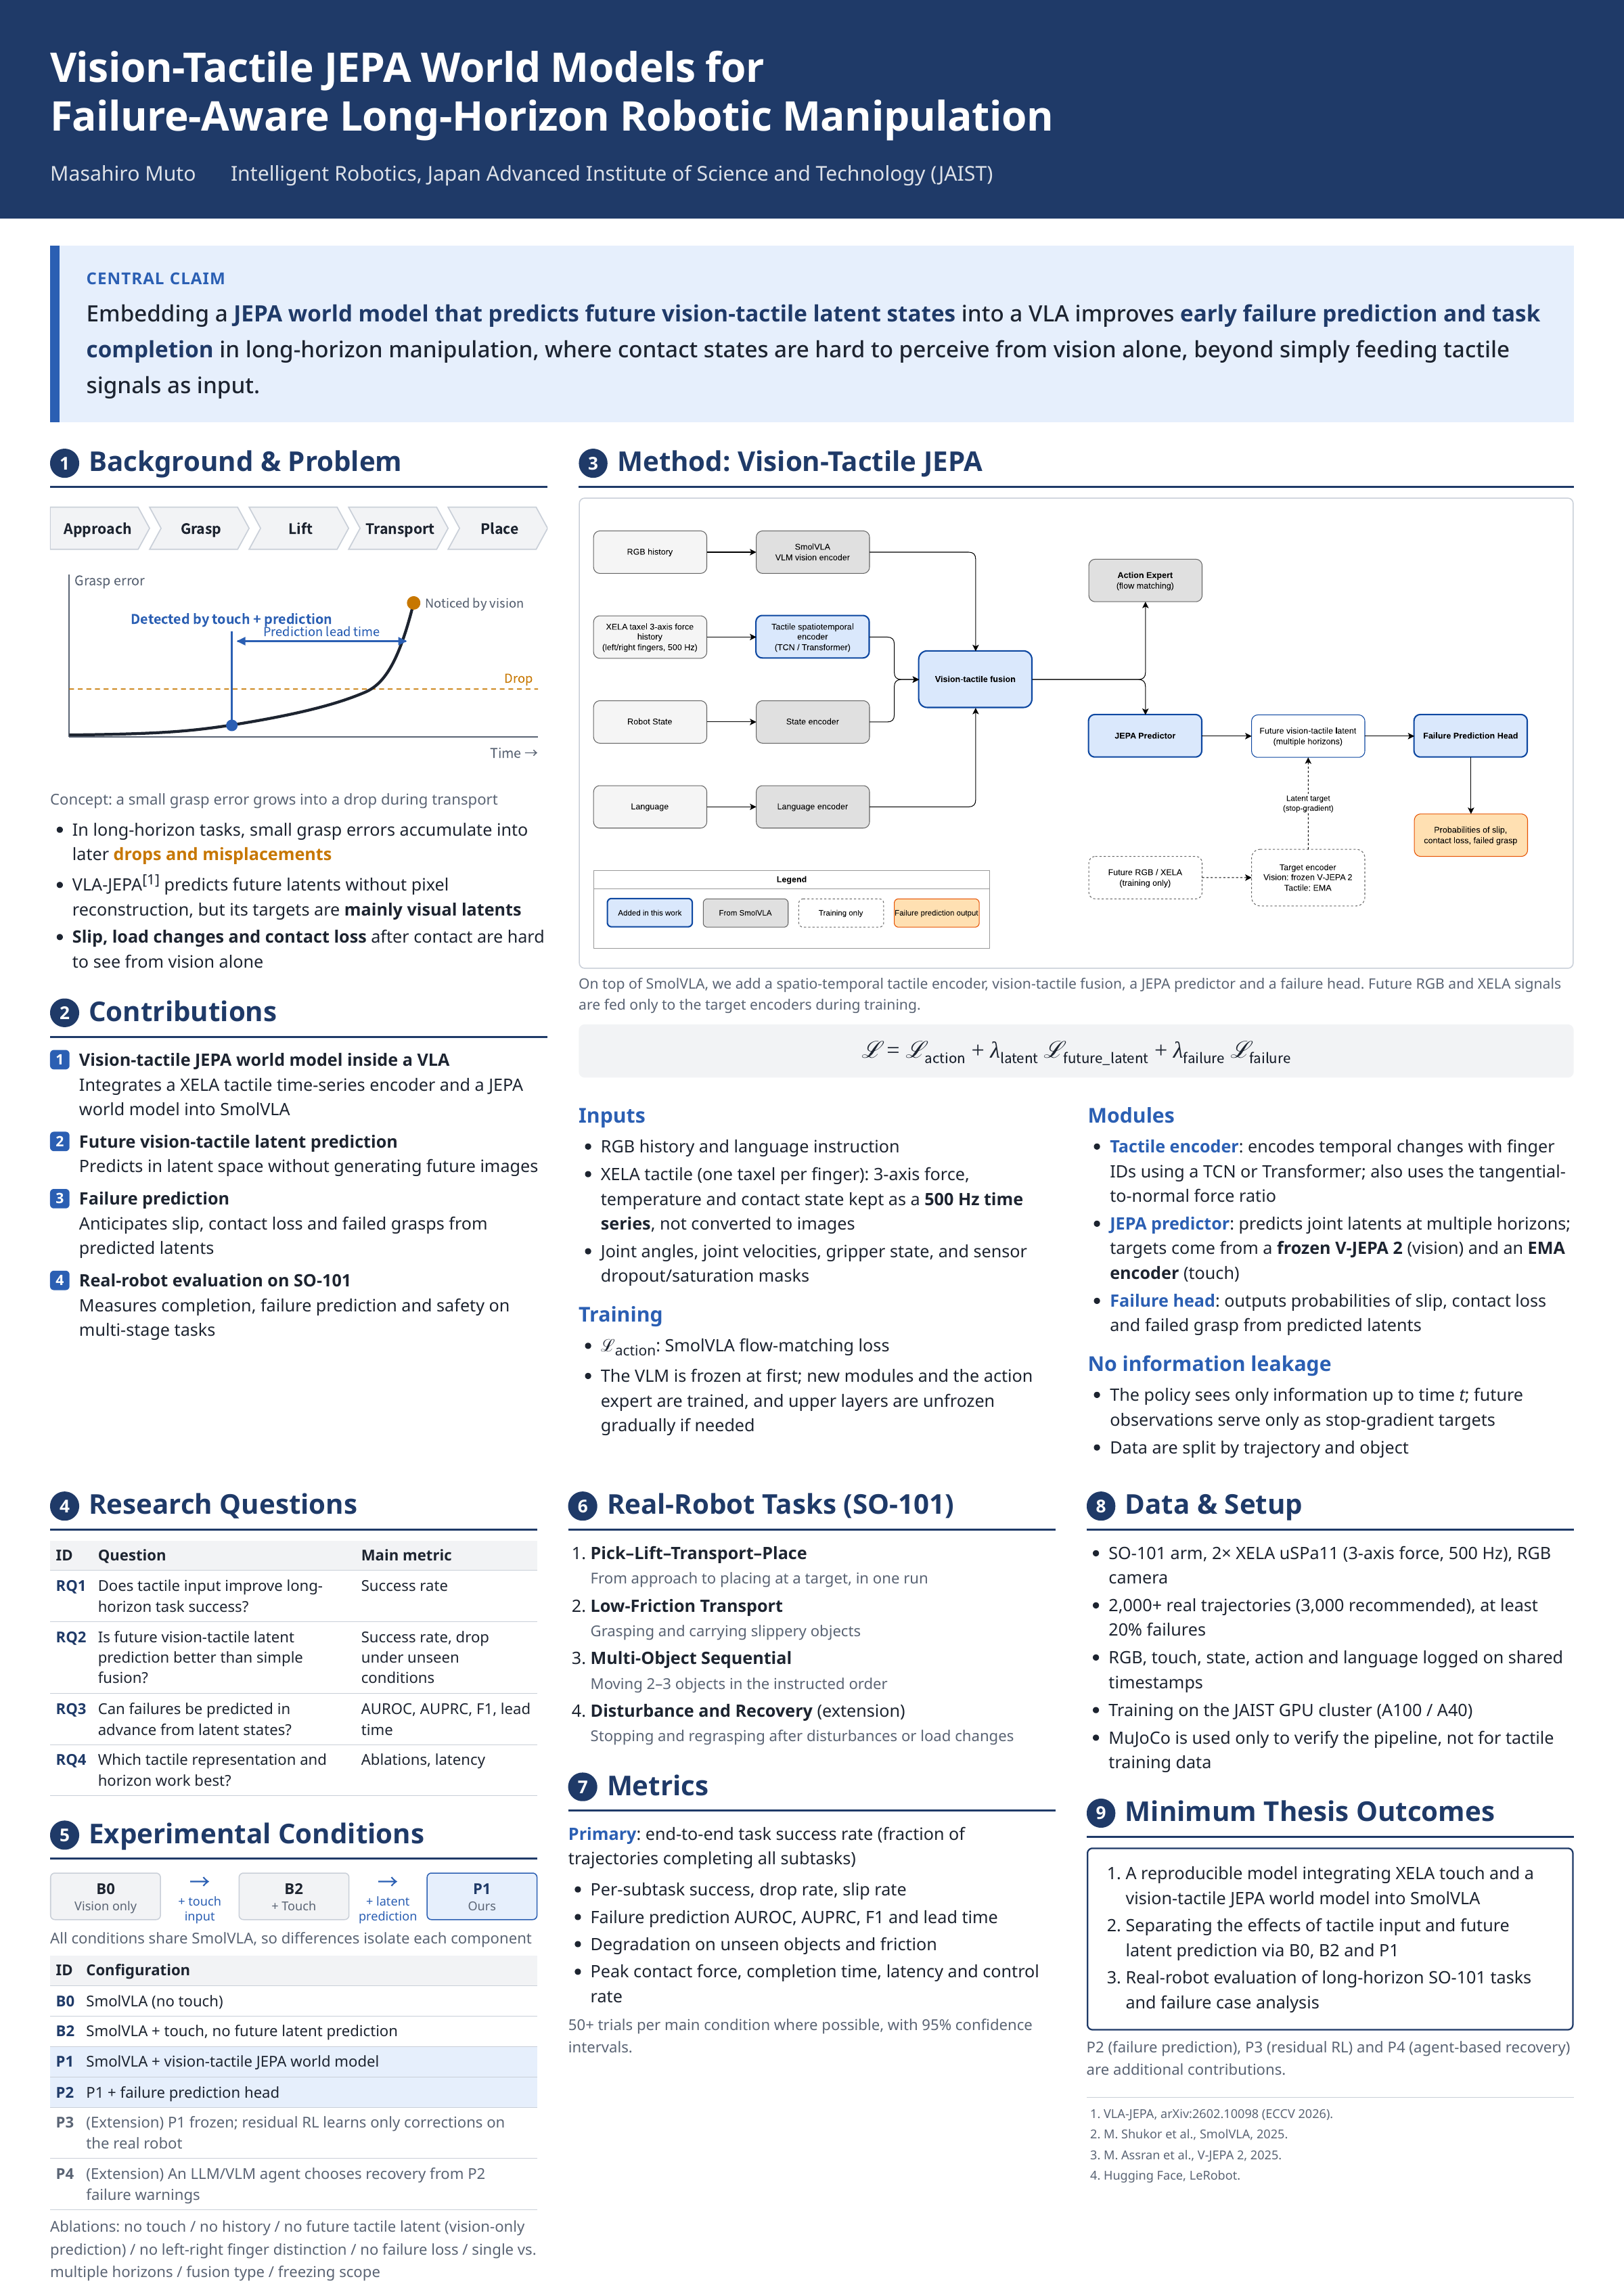 Vision-Tactile JEPA World Models for
Failure-Aware Long-Horizon Robotic Manipulation
Masahiro Muto Intelligent Robotics, Japan Advanced Institute of Science and Technology (JAIST)
CENTRAL CLAIM
Embedding a JEPA world model that predicts future vision-tactile latent states into a VLA improves early failure prediction and task
completion in long-horizon manipulation, where contact states are hard to perceive from vision alone, beyond simply feeding tactile
signals as input.
1 Background & Problem
Approach Grasp Lift Transport Place
Grasp error
Noticed by vision
Detected by touch + prediction
Prediction lead time
Drop
Time →
Concept: a small grasp error grows into a drop during transport
• In long-horizon tasks, small grasp errors accumulate into
later drops and misplacements
• VLA-JEPA[1] predicts future latents without pixel
reconstruction, but its targets are mainly visual latents
• Slip, load changes and contact loss after contact are hard
to see from vision alone
2 Contributions
1 Vision-tactile JEPA world model inside a VLA
Integrates a XELA tactile time-series encoder and a JEPA
world model into SmolVLA
2 Future vision-tactile latent prediction
Predicts in latent space without generating future images
3 Failure prediction
Anticipates slip, contact loss and failed grasps from
predicted latents
4 Real-robot evaluation on SO-101
Measures completion, failure prediction and safety on
multi-stage tasks
3 Method: Vision-Tactile JEPA
RGB history
SmolVLA
VLM vision encoder
Action Expert
(flow matching)
XELA taxel 3-axis force
history
(left/right fingers, 500 Hz)
Tactile spatiotemporal
encoder
(TCN / Transformer)
Vision-tactile fusion
Robot State
State encoder
JEPA Predictor
Future vision-tactile latent
(multiple horizons)
Failure Prediction Head
Language
Language encoder
Latent target
(stop-gradient)
Probabilities of slip,
contact loss, failed grasp
Future RGB / XELA
(training only)
Target encoder
Vision: frozen V-JEPA 2
Tactile: EMA
Legend
Added in this work
From SmolVLA
Training only
Failure prediction output
On top of SmolVLA, we add a spatio-temporal tactile encoder, vision-tactile fusion, a JEPA predictor and a failure head. Future RGB and XELA signals
are fed only to the target encoders during training.
ℒ = ℒaction + λlatent ℒfuture_latent + λfailure ℒfailure
Inputs
• RGB history and language instruction
• XELA tactile (one taxel per finger): 3-axis force,
temperature and contact state kept as a 500 Hz time
series, not converted to images
• Joint angles, joint velocities, gripper state, and sensor
dropout/saturation masks
Training
• ℒaction: SmolVLA flow-matching loss
• The VLM is frozen at first; new modules and the action
expert are trained, and upper layers are unfrozen
gradually if needed
Modules
• Tactile encoder: encodes temporal changes with finger
IDs using a TCN or Transformer; also uses the tangential-
to-normal force ratio
• JEPA predictor: predicts joint latents at multiple horizons;
targets come from a frozen V-JEPA 2 (vision) and an EMA
encoder (touch)
• Failure head: outputs probabilities of slip, contact loss
and failed grasp from predicted latents
No information leakage
• The policy sees only information up to time t; future
observations serve only as stop-gradient targets
• Data are split by trajectory and object
4 Research Questions
ID Question Main metric
RQ1 Does tactile input improve long- Success rate
horizon task success?
RQ2 Is future vision-tactile latent Success rate, drop
prediction better than simple under unseen
fusion? conditions
RQ3 Can failures be predicted in AUROC, AUPRC, F1, lead
advance from latent states? time
RQ4 Which tactile representation and Ablations, latency
horizon work best?
5 Experimental Conditions
B0 → B2 → P1
Vision only + touch + Touch + latent Ours
input prediction
All conditions share SmolVLA, so differences isolate each component
ID Configuration
B0 SmolVLA (no touch)
B2 SmolVLA + touch, no future latent prediction
P1 SmolVLA + vision-tactile JEPA world model
P2 P1 + failure prediction head
P3 (Extension) P1 frozen; residual RL learns only corrections on
the real robot
P4 (Extension) An LLM/VLM agent chooses recovery from P2
failure warnings
Ablations: no touch / no history / no future tactile latent (vision-only
prediction) / no left-right finger distinction / no failure loss / single vs.
multiple horizons / fusion type / freezing scope
6 Real-Robot Tasks (SO-101)
1. Pick–Lift–Transport–Place
From approach to placing at a target, in one run
2. Low-Friction Transport
Grasping and carrying slippery objects
3. Multi-Object Sequential
Moving 2–3 objects in the instructed order
4. Disturbance and Recovery (extension)
Stopping and regrasping after disturbances or load changes
7 Metrics
Primary: end-to-end task success rate (fraction of
trajectories completing all subtasks)
• Per-subtask success, drop rate, slip rate
• Failure prediction AUROC, AUPRC, F1 and lead time
• Degradation on unseen objects and friction
• Peak contact force, completion time, latency and control
rate
50+ trials per main condition where possible, with 95% confidence
intervals.
8 Data & Setup
• SO-101 arm, 2× XELA uSPa11 (3-axis force, 500 Hz), RGB
camera
• 2,000+ real trajectories (3,000 recommended), at least
20% failures
• RGB, touch, state, action and language logged on shared
timestamps
• Training on the JAIST GPU cluster (A100 / A40)
• MuJoCo is used only to verify the pipeline, not for tactile
training data
9 Minimum Thesis Outcomes
1. A reproducible model integrating XELA touch and a
vision-tactile JEPA world model into SmolVLA
2. Separating the effects of tactile input and future
latent prediction via B0, B2 and P1
3. Real-robot evaluation of long-horizon SO-101 tasks
and failure case analysis
P2 (failure prediction), P3 (residual RL) and P4 (agent-based recovery)
are additional contributions.
1. VLA-JEPA, arXiv:2602.10098 (ECCV 2026).
2. M. Shukor et al., SmolVLA, 2025.
3. M. Assran et al., V-JEPA 2, 2025.
4. Hugging Face, LeRobot.